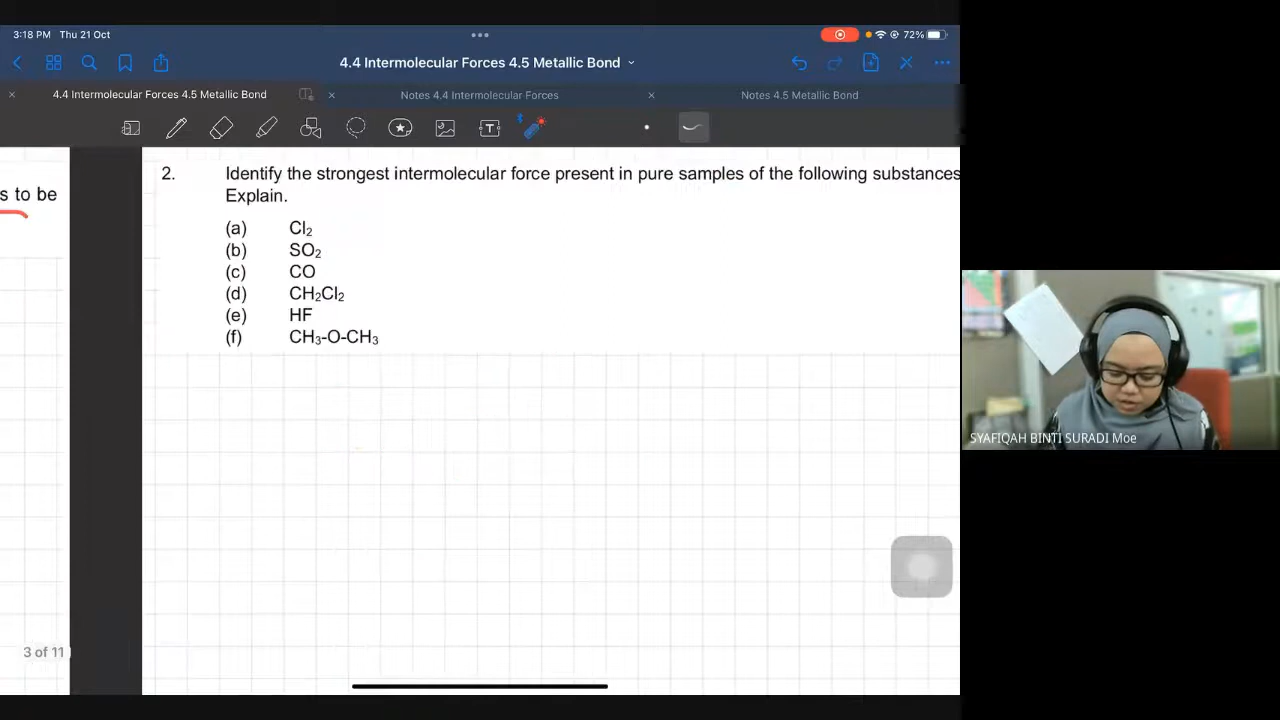 3:18 PM Thu 21 Oct
72%
4.4 Intermolecular Forces 4.5 Metallic Bond
4.4 Intermolecular Forces 4.5 Metallic Bond
Notes 4.4 Intermolecular Forces
Notes 4.5 Metallic Bond
s to be
2. Identify the strongest intermolecular force present in pure samples of the following substances
Explain.
(a) Cl₂
(b) SO₂
(c) CO
(d) CH₂Cl₂
(e) HF
(f) CH₃-O-CH₃
SYAFIQAH BINTI SURADI Moe
3 of 11